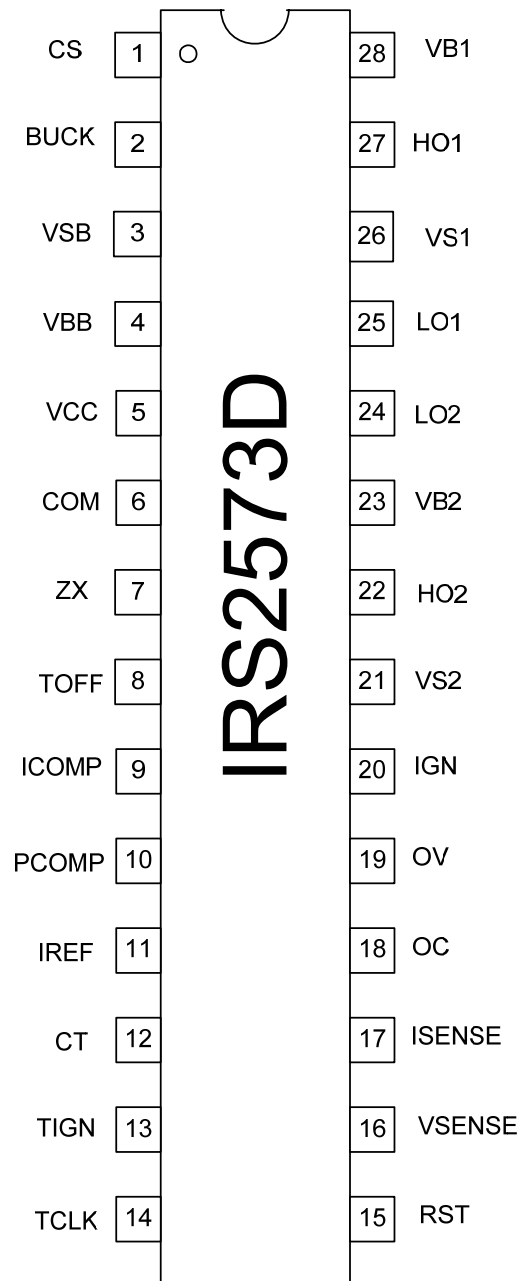 CS 1 28 VB1
BUCK 2 27 HO1
VSB 3 26 VS1
VBB 4 25 LO1
VCC 5 24 LO2
COM 6 23 VB2
ZX 7 22 HO2
TOFF 8 21 VS2
ICOMP 9 20 IGN
PCOMP 10 19 OV
IREF 11 18 OC
CT 12 17 ISENSE
TIGN 13 16 VSENSE
TCLK 14 15 RST
IRS2573D